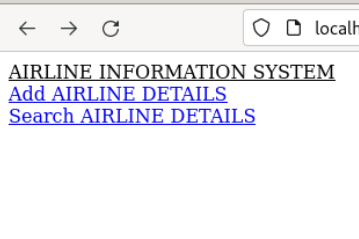 localh
AIRLINE INFORMATION SYSTEM
Add AIRLINE DETAILS
Search AIRLINE DETAILS